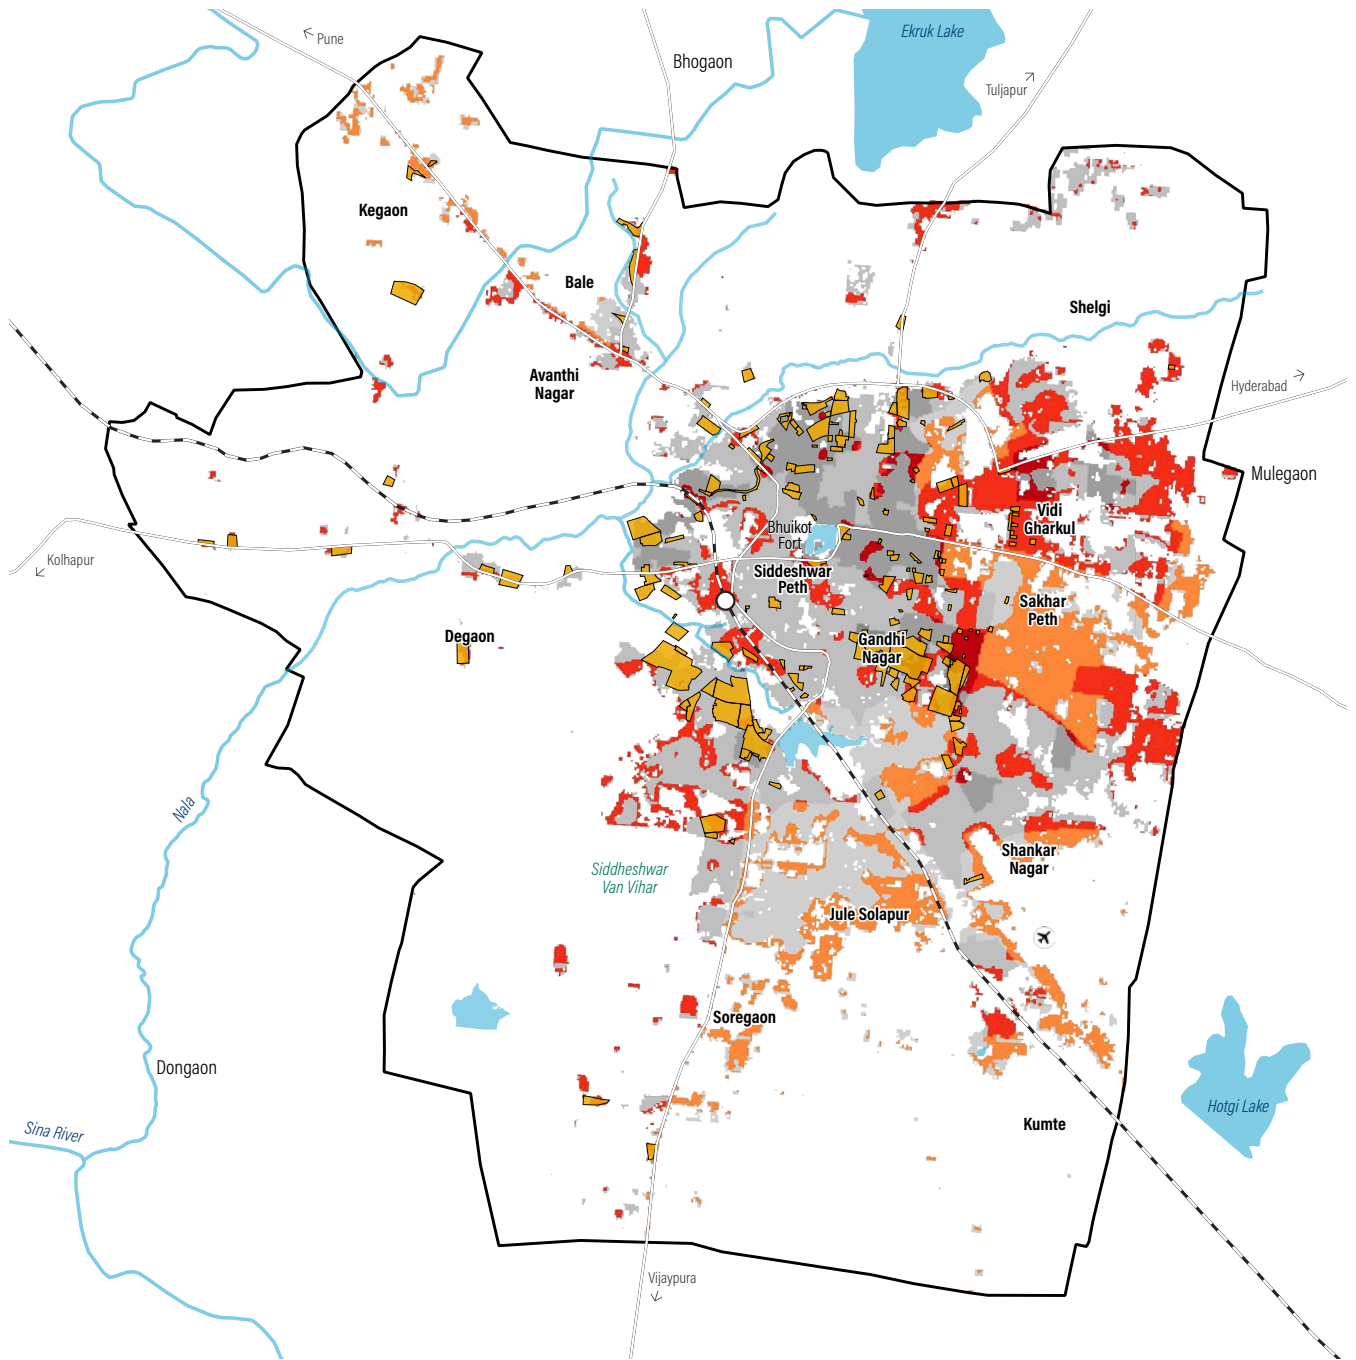 Pune
Ekruk Lake
Bhogaon
Tuljapur
Kegaon
Bale
Shelgi
Avanthi
Nagar
Hyderabad
Mulegaon
Vidi
Gharkul
Bhuikot
Fort
Kolhapur
Siddeshwar
Peth
Sakhar
Peth
Degaon
Gandhi
Nagar
Nala
Shankar
Nagar
Siddheshwar
Van Vihar
Jule Solapur
Soregaon
Dongaon
Hotgi Lake
Sina River
Kumte
Vijaypura